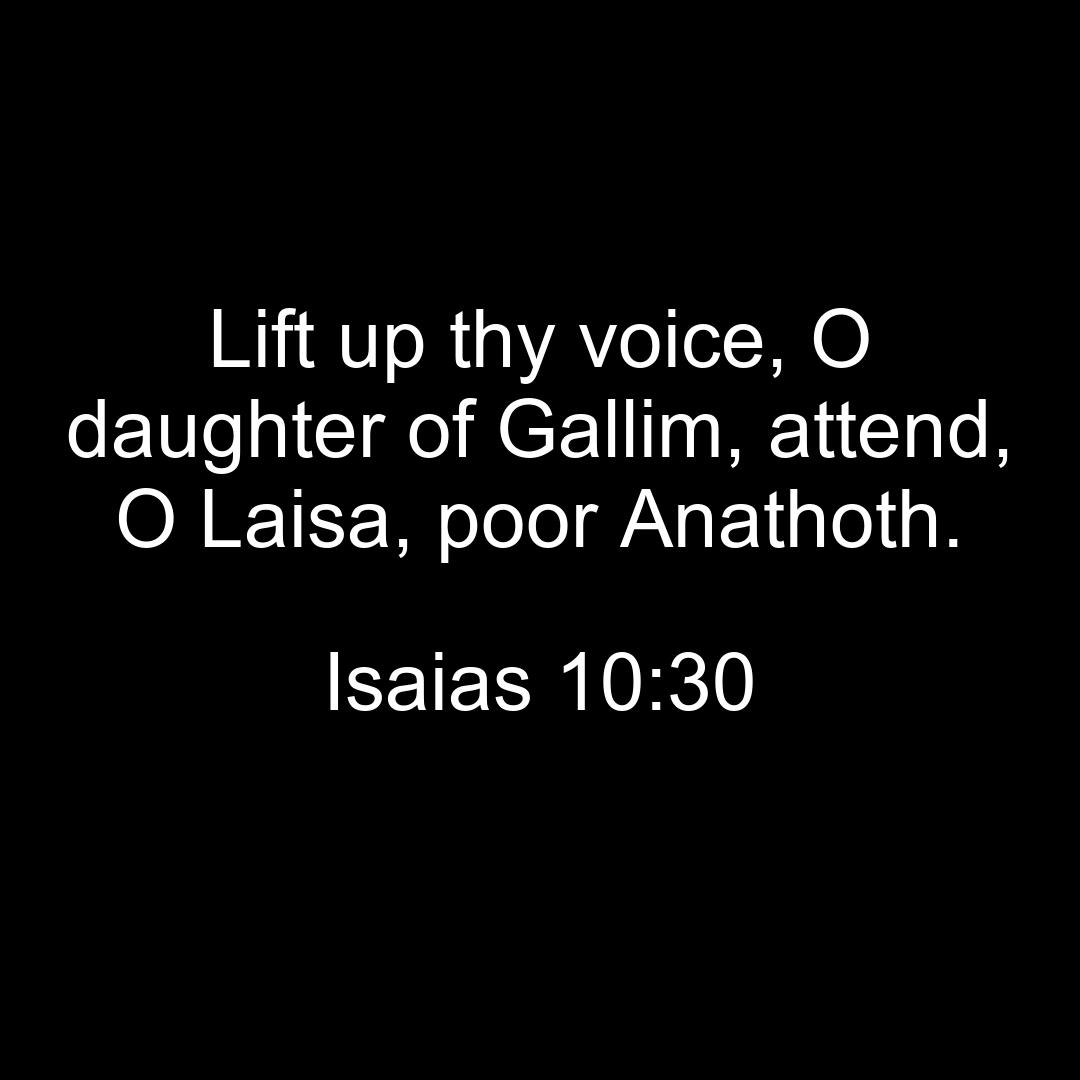 Lift up thy voice, O
daughter of Gallim, attend,
O Laisa, poor Anathoth.
Isaias 10:30